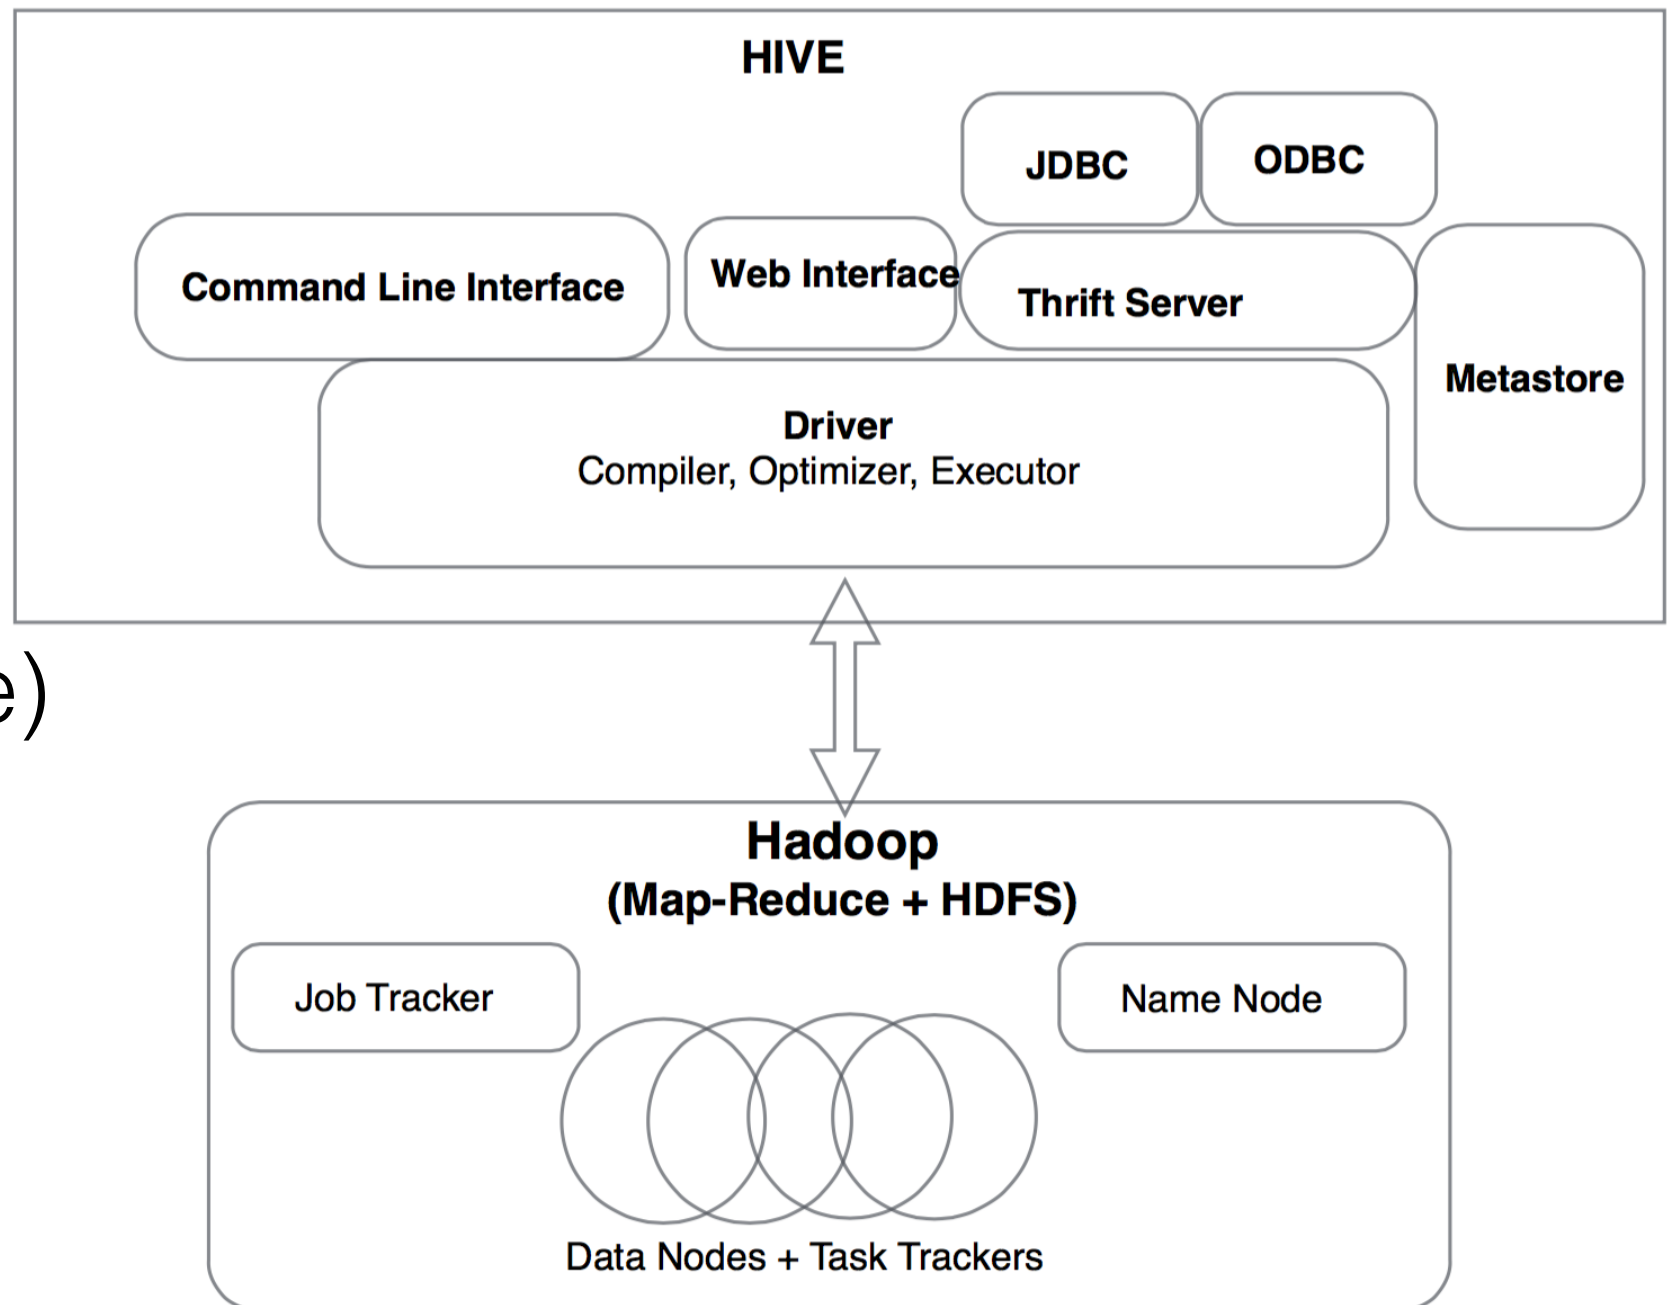 HIVE
JDBC
ODBC
Command Line Interface
Web Interface
Thrift Server
Metastore
Driver
Compiler, Optimizer, Executor
e)
Hadoop
(Map-Reduce + HDFS)
Job Tracker
Name Node
Data Nodes + Task Trackers